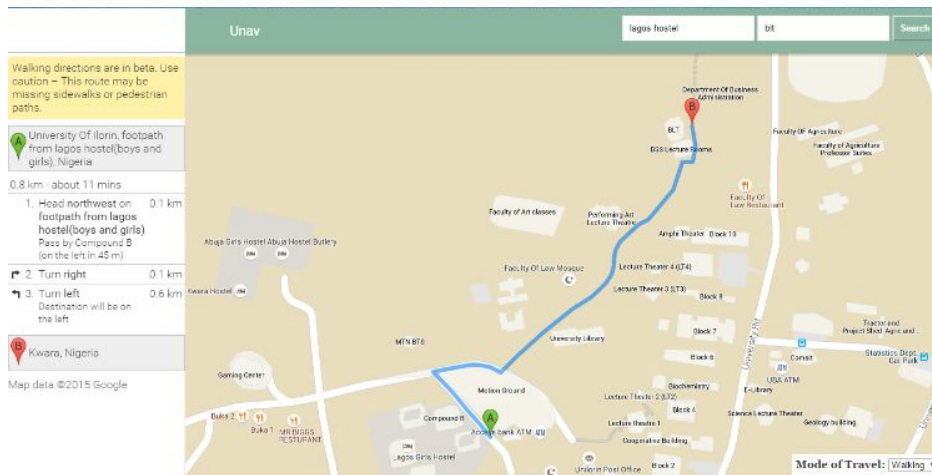 Unav
lagos hostel
blt
Search
Walking directions are in beta. Use
caution – This route may be
missing sidewalks or pedestrian
paths.
A
University Of Ilorin, footpath
from lagos hostel(boys and
girls), Nigeria
0.8 km - about 11 mins
1. Head northwest on 0.1 km
footpath from lagos
hostel(boys and girls)
Pass by Compound B
(on the left in 45 m)
2. Turn right 0.1 km
3. Turn left 0.6 km
Destination will be on
the left
B
Kwara, Nigeria
Map data ©2015 Google
Department Of Business
Administration
B
BLT
BSS Lecture Rooms
Faculty OF Agriculture
Faculty of Agriculture
Professor Suites
Faculty Of
Law Restaurant
Faculty of Art classes
Performing Art
Lecture Theatre
Ample Theater
Block 10
Abuja Girls Hostel
Abuja Hostel Butlery
Faculty Of Law Mosque
Lecture Theater 4 (LT4)
Kwara Hostel
Lecture Theater 3 (LT3)
Block 8
University Rd
Tractor and
Project Shed, Agric and...
MTN BTS
University Library
Block 7
Block 6
Comsit
Statistics Dept.
Car Park
UBA ATM
Gaming Center
Motion Ground
Biochemistry
E-Library
Lecture Theatre 2 (LT2)
Block 4
Science Lecture Theater
Geology building
Buka 2
Buka 1
MR BIGGS
RESTURANT
Compound B
A
Access bank ATM
Lecture Theatre 1
Cooperative Building
Lagos Girls Hostel
Unilorin Post Office
Block 2
Mode of Travel: Walking